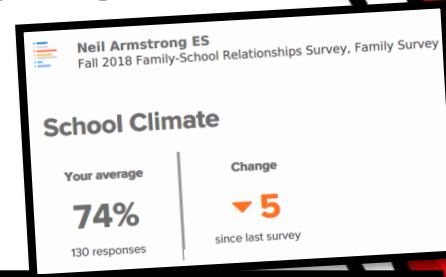 Neil Armstrong ES
Fall 2018 Family-School Relationships Survey, Family Survey
School Climate
Your average
74%
130 responses
Change
5
since last survey